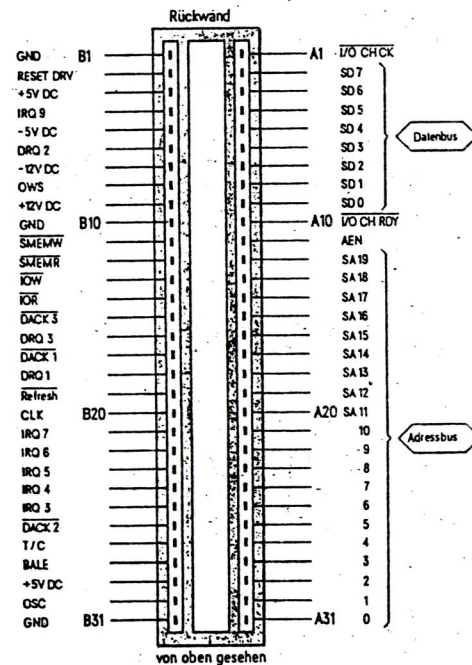 Rückwand
GND B1 A1 I/O CH CK
RESET DRV SD 7
+5V DC SD 6
IRQ 9 SD 5
-5V DC SD 4
DRQ 2 SD 3
-12V DC SD 2
OWS SD 1
+12V DC SD 0
Datenbus
GND B10 A10 I/O CH RDY
SMEMW AEN
SMEMR SA 19
IOW SA 18
IOR SA 17
DACK 3 SA 16
DRQ 3 SA 15
DACK 1 SA 14
DRQ 1 SA 13
Refresh SA 12
CLK B20 A20 SA 11
IRQ 7 10
IRQ 6 9
IRQ 5 8
IRQ 4 7
IRQ 3 6
DACK 2 5
T/C 4
BALE 3
+5V DC 2
OSC 1
GND B31 A31 0
Adressbus
von oben gesehen